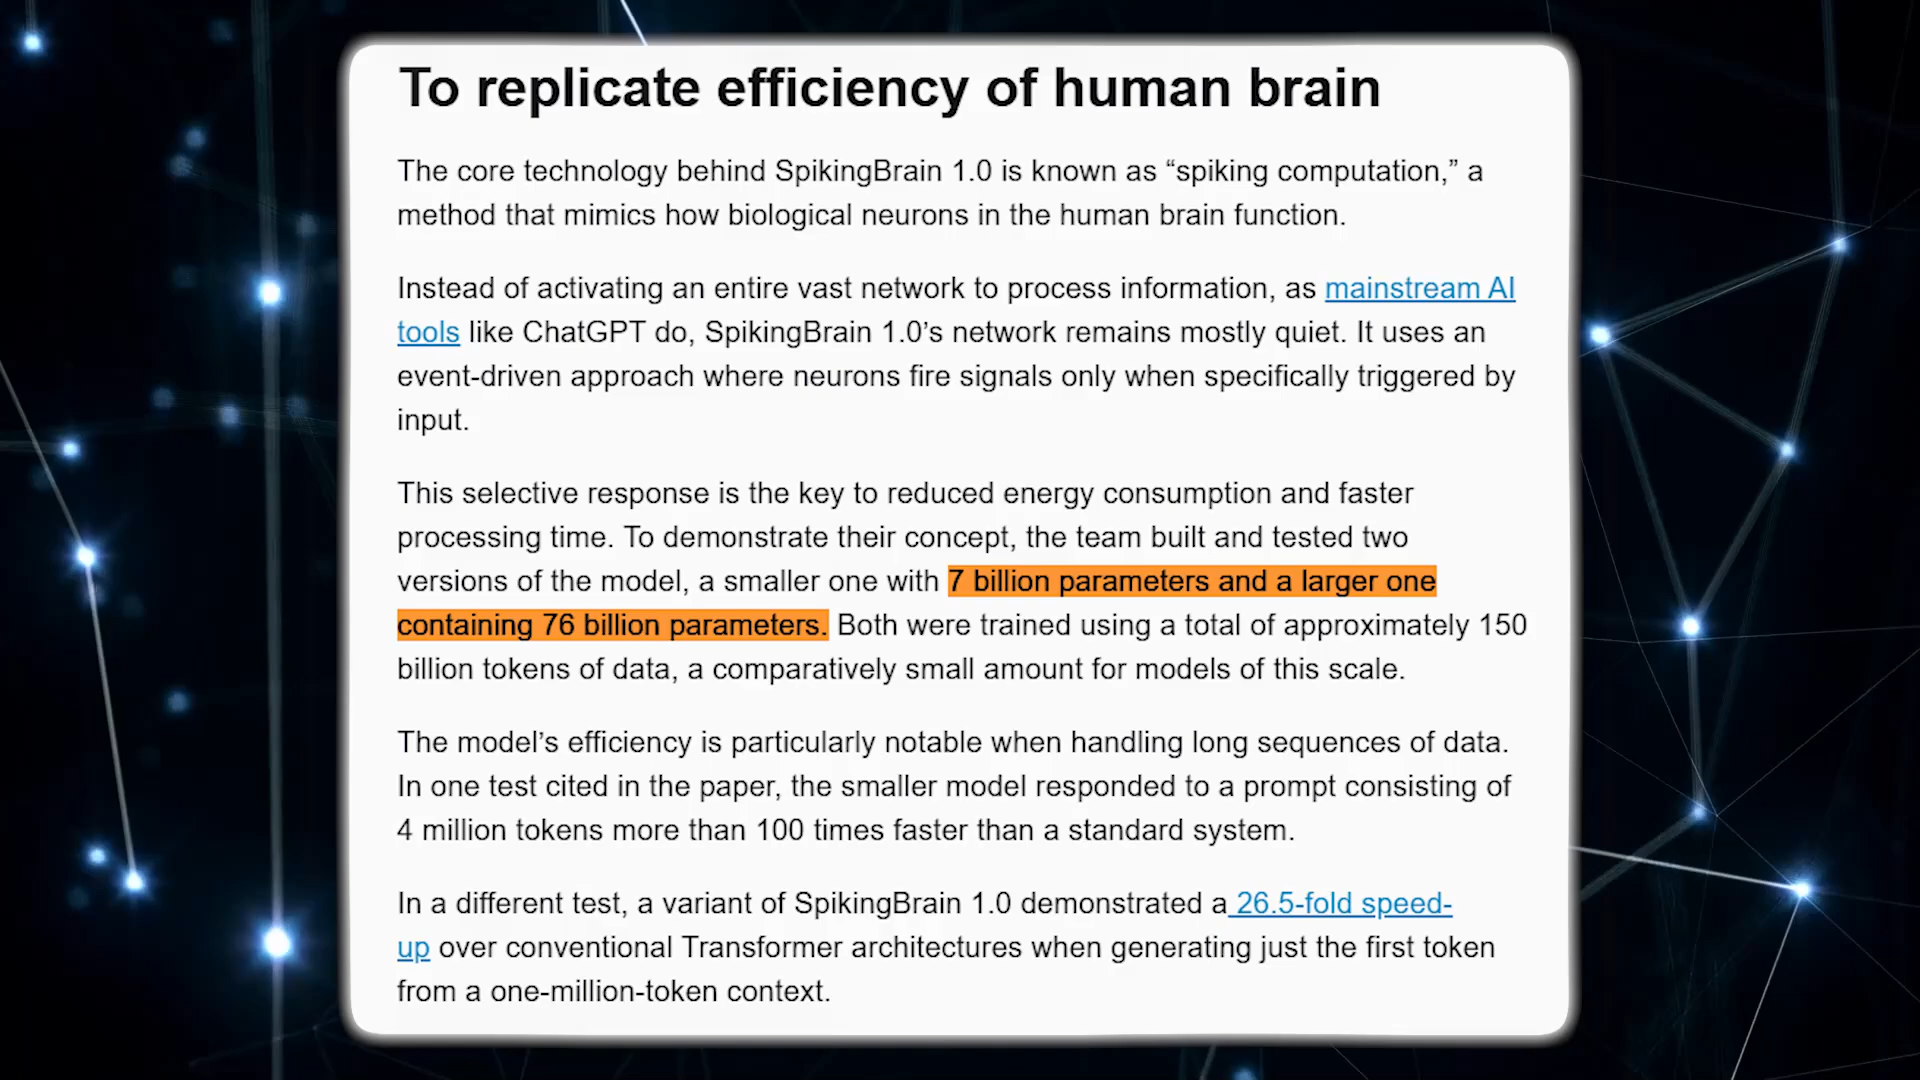 To replicate efficiency of human brain
The core technology behind SpikingBrain 1.0 is known as “spiking computation,” a
method that mimics how biological neurons in the human brain function.
Instead of activating an entire vast network to process information, as mainstream AI
tools like ChatGPT do, SpikingBrain 1.0’s network remains mostly quiet. It uses an
event-driven approach where neurons fire signals only when specifically triggered by
input.
This selective response is the key to reduced energy consumption and faster
processing time. To demonstrate their concept, the team built and tested two
versions of the model, a smaller one with 7 billion parameters and a larger one
containing 76 billion parameters. Both were trained using a total of approximately 150
billion tokens of data, a comparatively small amount for models of this scale.
The model’s efficiency is particularly notable when handling long sequences of data.
In one test cited in the paper, the smaller model responded to a prompt consisting of
4 million tokens more than 100 times faster than a standard system.
In a different test, a variant of SpikingBrain 1.0 demonstrated a 26.5-fold speed-
up over conventional Transformer architectures when generating just the first token
from a one-million-token context.